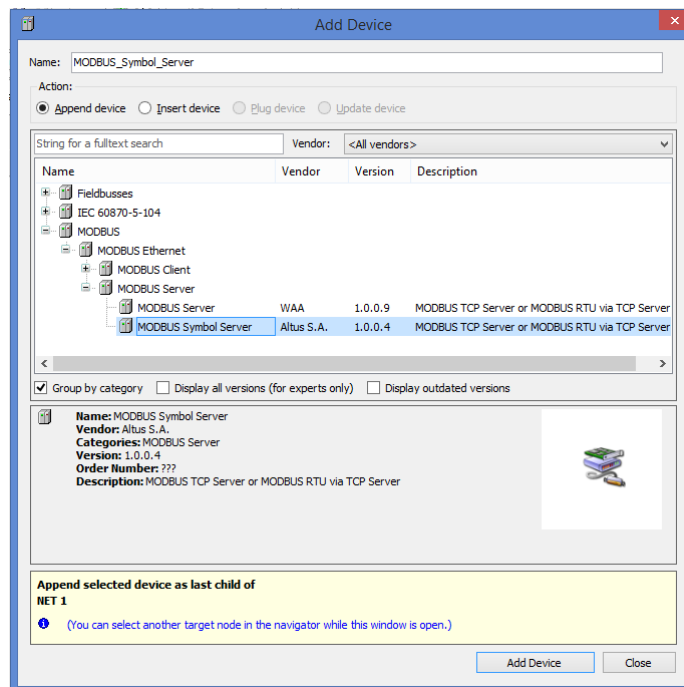 Add Device
Name: MODBUS_Symbol_Server
Action:
Append device Insert device Plug device Update device
String for a fulltext search Vendor: <All vendors>
Name Vendor Version Description
Fieldbusses
IEC 60870-5-104
MODBUS
MODBUS Ethernet
MODBUS Client
MODBUS Server
MODBUS Server WAA 1.0.0.9 MODBUS TCP Server or MODBUS RTU via TCP Server
MODBUS Symbol Server Altus S.A. 1.0.0.4 MODBUS TCP Server or MODBUS RTU via TCP Server
Group by category Display all versions (for experts only) Display outdated versions
Name: MODBUS Symbol Server
Vendor: Altus S.A.
Categories: MODBUS Server
Version: 1.0.0.4
Order Number: ???
Description: MODBUS TCP Server or MODBUS RTU via TCP Server
Append selected device as last child of
NET 1
(You can select another target node in the navigator while this window is open.)
Add Device Close